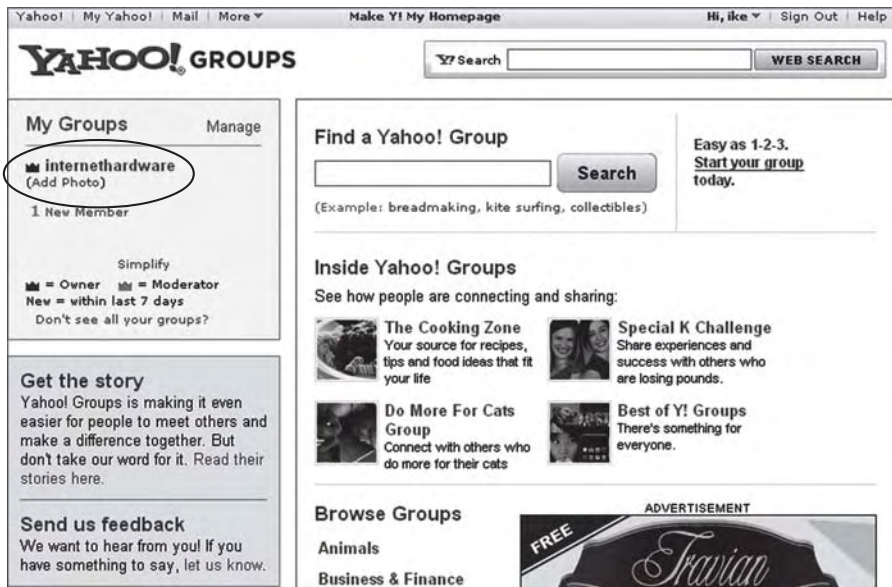 Yahoo! My Yahoo! Mail More Make Y! My Homepage Hi, ike Sign Out Help
YAHOO! GROUPS
Y! Search WEB SEARCH
My Groups Manage
internethardware
(Add Photo)
1 New Member
Simplify
= Owner = Moderator
New = within last 7 days
Don't see all your groups?
Get the story
Yahoo! Groups is making it even
easier for people to meet others and
make a difference together. But
don't take our word for it. Read their
stories here.
Send us feedback
We want to hear from you! If you
have something to say, let us know.
Find a Yahoo! Group
Search
(Example: breadmaking, kite surfing, collectibles)
Easy as 1-2-3.
Start your group
today.
Inside Yahoo! Groups
See how people are connecting and sharing:
The Cooking Zone
Your source for recipes,
tips and food ideas that fit
your life
Special K Challenge
Share experiences and
success with others who
are losing pounds.
Do More For Cats
Group
Connect with others who
do more for their cats
Best of Y! Groups
There's something for
everyone.
Browse Groups
Animals
Business & Finance
ADVERTISEMENT
FREE
Travian